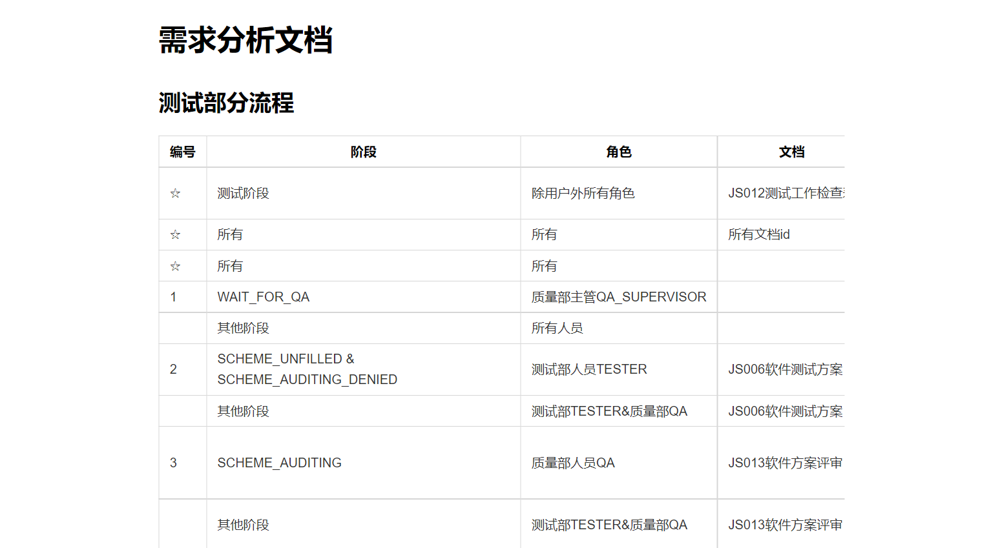 需求分析文档
测试部分流程
编号 阶段 角色 文档
☆ 测试阶段 除用户外所有角色 JS012测试工作检查
☆ 所有 所有 所有文档id
☆ 所有 所有
1 WAIT_FOR_QA 质量部主管QA_SUPERVISOR
其他阶段 所有人员
SCHEME_UNFILLED &
2 SCHEME_AUDITING_DENIED 测试部人员TESTER JS006软件测试方案
其他阶段 测试部TESTER&质量部QA JS006软件测试方案
3 SCHEME_AUDITING 质量部人员QA JS013软件方案评审
其他阶段 测试部TESTER&质量部QA JS013软件方案评审